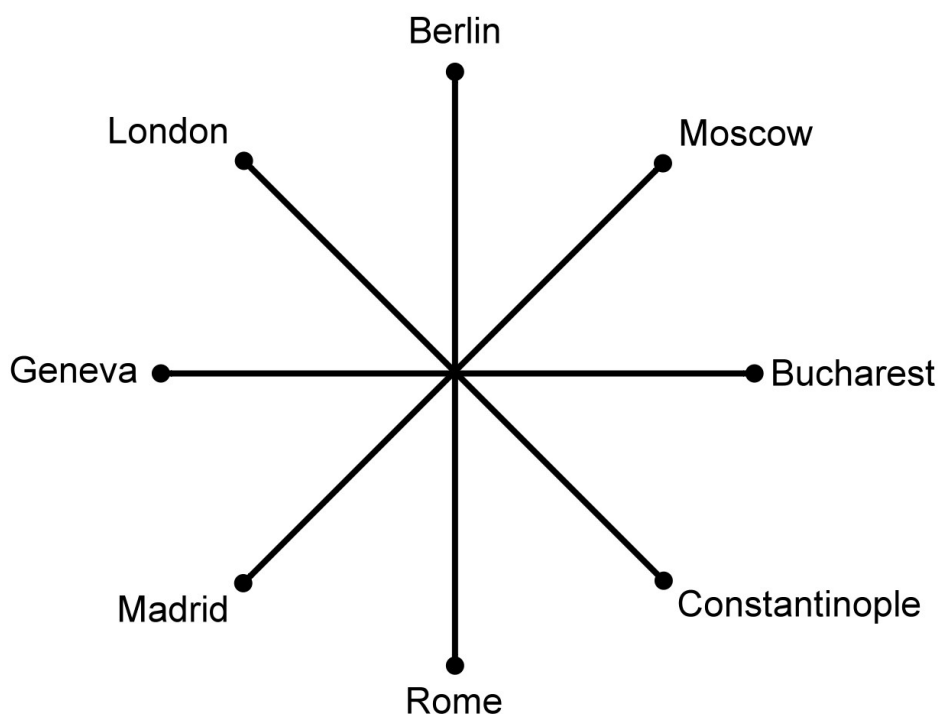 Berlin
London
Moscow
Geneva
Bucharest
Madrid
Constantinople
Rome